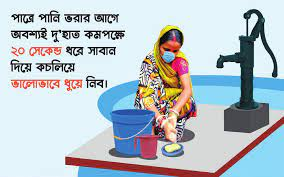 পাত্রে পানি ভরার আগে
অবশ্যই দু'হাত কমপক্ষে
২০ সেকেন্ড ধরে সাবান
দিয়ে কচলিয়ে
ভালোভাবে ধুয়ে নিব।